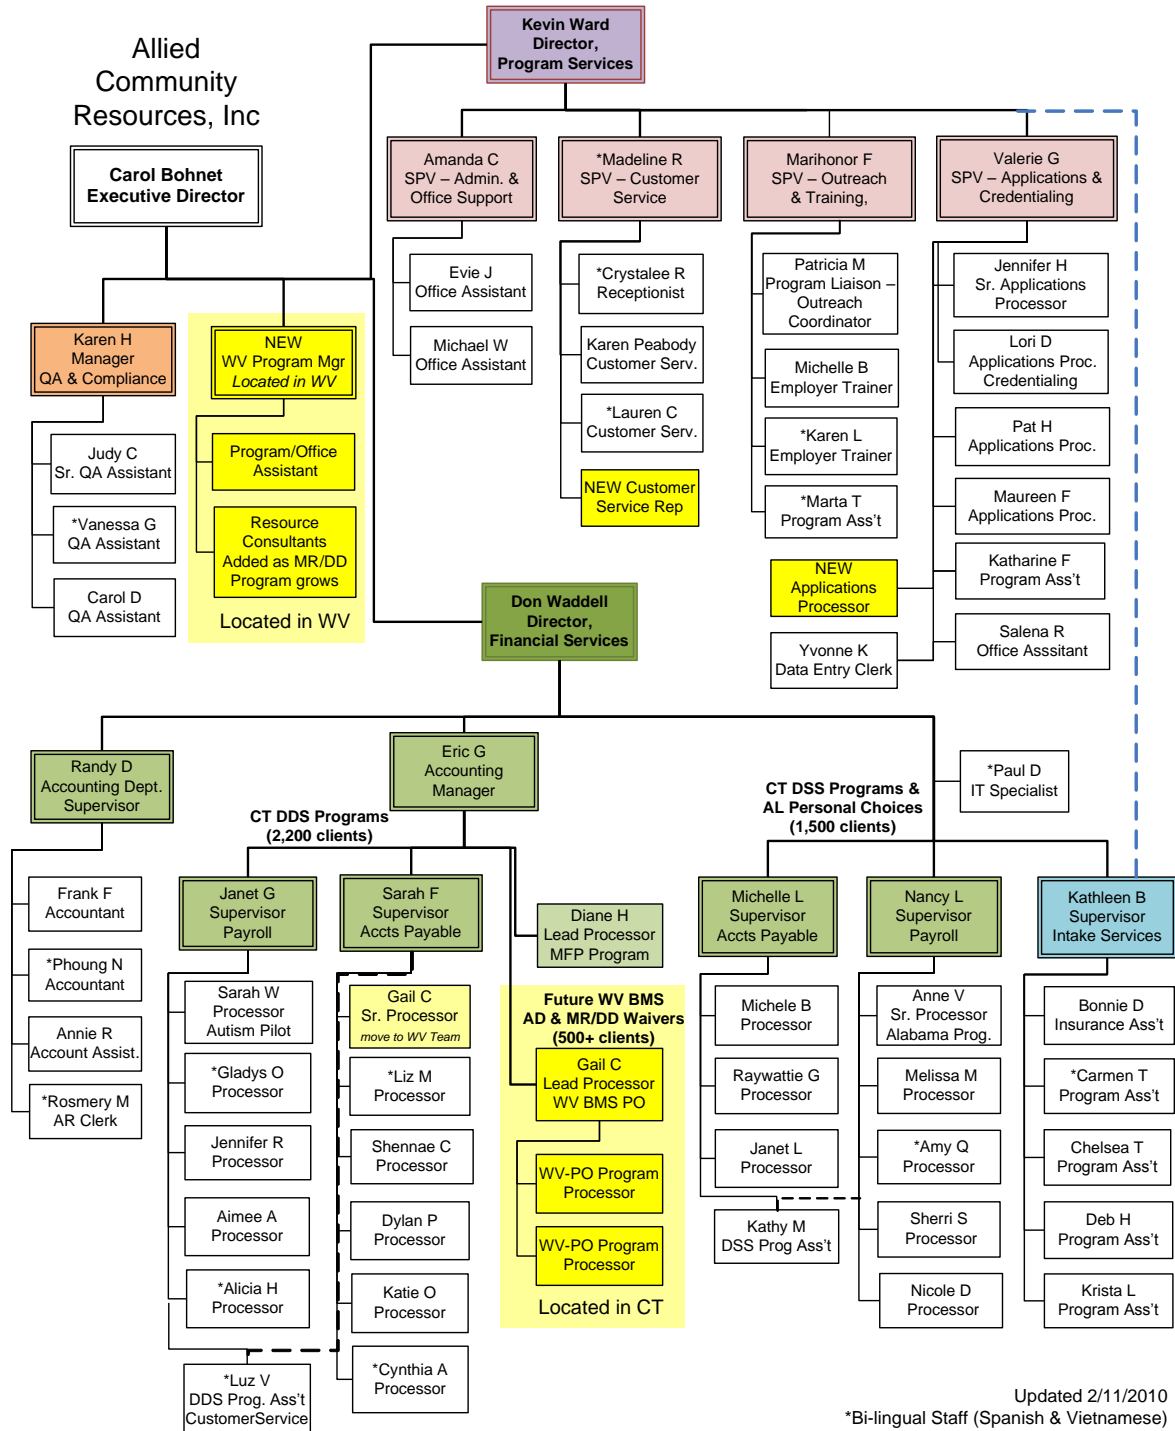 Kevin Ward
Director,
Program Services
Allied
Community
Resources, Inc
Carol Bohnet
Executive Director
Amanda C
SPV – Admin. &
Office Support
*Madeline R
SPV – Customer
Service
Marihonor F
SPV – Outreach
& Training,
Valerie G
SPV – Applications &
Credentialing
Evie J
Office Assistant
Michael W
Office Assistant
*Crystalee R
Receptionist
Karen Peabody
Customer Serv.
*Lauren C
Customer Serv.
NEW Customer
Service Rep
Patricia M
Program Liaison –
Outreach
Coordinator
Michelle B
Employer Trainer
*Karen L
Employer Trainer
*Marta T
Program Ass't
Jennifer H
Sr. Applications
Processor
Lori D
Applications Proc.
Credentialing
Pat H
Applications Proc.
Maureen F
Applications Proc.
Katharine F
Program Ass't
NEW
Applications
Processor
Salena R
Office Asssitant
Yvonne K
Data Entry Clerk
Karen H
Manager
QA & Compliance
Judy C
Sr. QA Assistant
*Vanessa G
QA Assistant
Carol D
QA Assistant
NEW
WV Program Mgr
Located in WV
Program/Office
Assistant
Resource
Consultants
Added as MR/DD
Program grows
Located in WV
Don Waddell
Director,
Financial Services
Randy D
Accounting Dept.
Supervisor
Eric G
Accounting
Manager
*Paul D
IT Specialist
CT DDS Programs
(2,200 clients)
CT DSS Programs &
AL Personal Choices
(1,500 clients)
Frank F
Accountant
*Phoung N
Accountant
Annie R
Account Assist.
*Rosmery M
AR Clerk
Janet G
Supervisor
Payroll
Sarah W
Processor
Autism Pilot
*Gladys O
Processor
Jennifer R
Processor
Aimee A
Processor
*Alicia H
Processor
*Luz V
DDS Prog. Ass't
CustomerService
Sarah F
Supervisor
Accts Payable
Gail C
Sr. Processor
move to WV Team
*Liz M
Processor
Shennae C
Processor
Dylan P
Processor
Katie O
Processor
*Cynthia A
Processor
Diane H
Lead Processor
MFP Program
Future WV BMS
AD & MR/DD Waivers
(500+ clients)
Gail C
Lead Processor
WV BMS PO
WV-PO Program
Processor
WV-PO Program
Processor
Located in CT
Michelle L
Supervisor
Accts Payable
Michele B
Processor
Raywattie G
Processor
Janet L
Processor
Kathy M
DSS Prog Ass't
Nancy L
Supervisor
Payroll
Anne V
Sr. Processor
Alabama Prog.
Melissa M
Processor
*Amy Q
Processor
Sherri S
Processor
Nicole D
Processor
Kathleen B
Supervisor
Intake Services
Bonnie D
Insurance Ass't
*Carmen T
Program Ass't
Chelsea T
Program Ass't
Deb H
Program Ass't
Krista L
Program Ass't
Updated 2/11/2010
*Bi-lingual Staff (Spanish & Vietnamese)